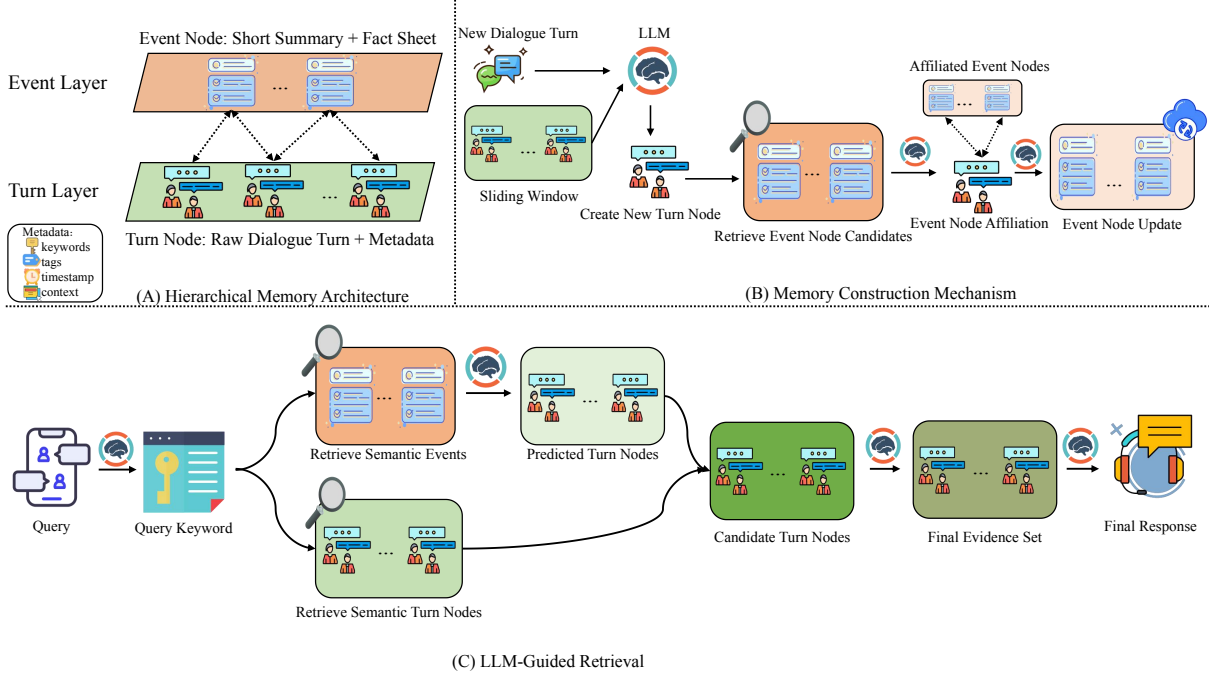 Event Node: Short Summary + Fact Sheet
Event Layer
...
Turn Layer
...
Turn Node: Raw Dialogue Turn + Metadata
Metadata:
keywords
tags
timestamp
context
(A) Hierarchical Memory Architecture
New Dialogue Turn
LLM
...
Sliding Window
Create New Turn Node
...
Retrieve Event Node Candidates
Affiliated Event Nodes
...
Event Node Affiliation
...
Event Node Update
(B) Memory Construction Mechanism
Query
Query Keyword
...
Retrieve Semantic Events
...
Predicted Turn Nodes
...
Retrieve Semantic Turn Nodes
...
Candidate Turn Nodes
...
Final Evidence Set
Final Response
(C) LLM-Guided Retrieval